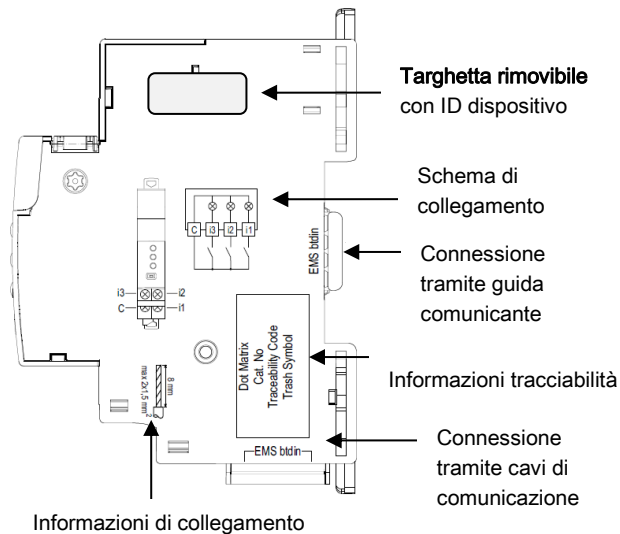 Targhetta rimovibile
con ID dispositivo
Schema di
collegamento
C i3 i2 i1
EMS btdin
Connessione
tramite guida
comunicante
i3 i2
C i1
Dot Matrix
Cat. No
Traceability Code
Trash Symbol
Informazioni tracciabilità
8 mm
max 2x1,5 mm²
EMS btdin
Connessione
tramite cavi di
comunicazione
Informazioni di collegamento